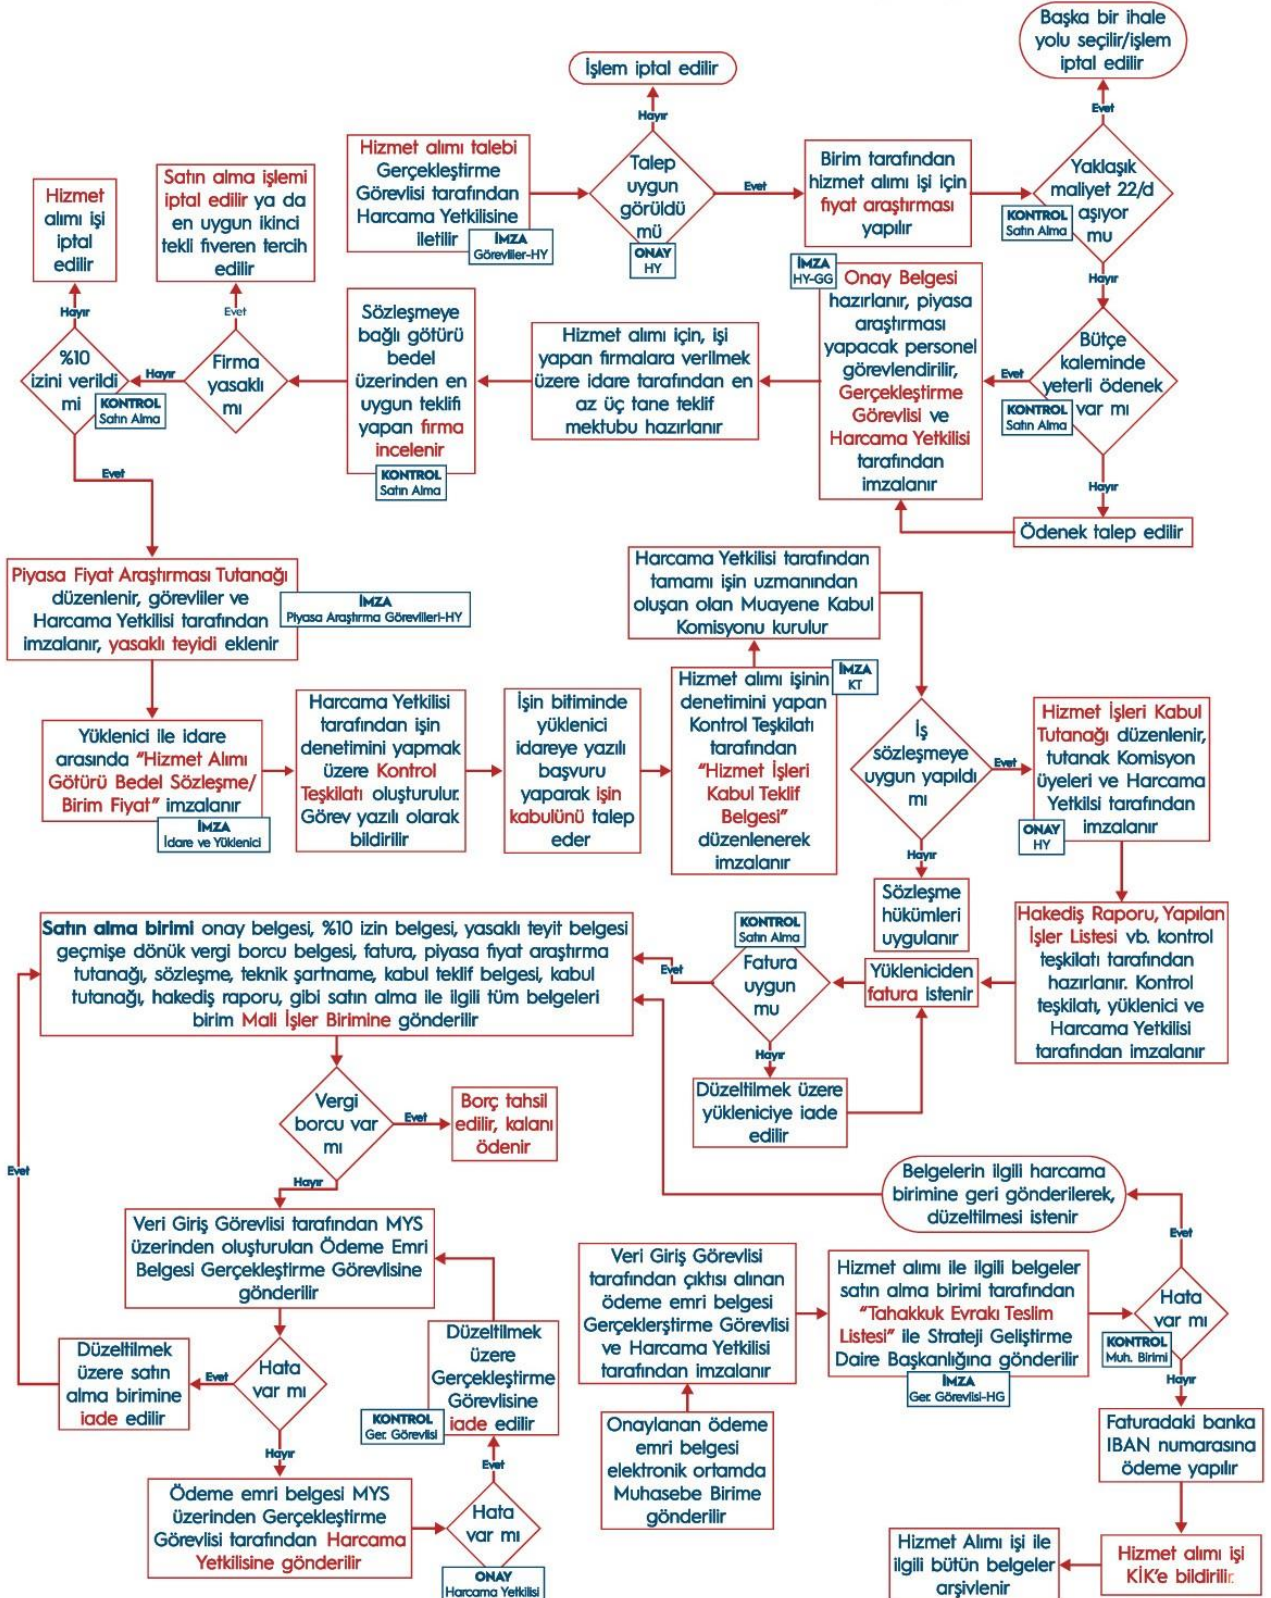 Başka bir ihale
yolu seçilir/işlem
iptal edilir
İşlem iptal edilir
Evet
Hayır
Hizmet alımı talebi
Gerçekleştirme
Görevlisi tarafından
Harcama Yetkilisine
iletilir
İMZA
Görevliler-HY
Talep
uygun
görüldü
mü
ONAY
HY
Evet
Birim tarafından
hizmet alımı işi için
fiyat araştırması
yapılır
Yaklaşık
maliyet 22/d
aşıyor
mu
KONTROL
Satın Alma
Hayır
Hizmet
alımı işi
iptal
edilir
Satın alma işlemi
iptal edilir ya da
en uygun ikinci
tekli fiveren tercih
edilir
Hayır
Evet
%10
izini verildi
mi
KONTROL
Satın Alma
Hayır
Firma
yasaklı
mı
Sözleşmeye
bağlı götürü
bedel
üzerinden en
uygun teklifi
yapan firma
incelenir
KONTROL
Satın Alma
Hizmet alımı için, işi
yapan firmalara verilmek
üzere idare tarafından en
az üç tane teklif
mektubu hazırlanır
İMZA
HY-GG
Onay Belgesi
hazırlanır, piyasa
araştırması
yapacak personel
görevlendirilir,
Gerçekleştirme
Görevlisi ve
Harcama Yetkilisi
tarafından
imzalanır
Evet
Bütçe
kaleminde
yeterli ödenek
var mı
KONTROL
Satın Alma
Hayır
Ödenek talep edilir
Evet
Piyasa Fiyat Araştırması Tutanağı
düzenlenir, görevliler ve
Harcama Yetkilisi tarafından
imzalanır, yasaklı teyidi eklenir
İMZA
Piyasa Araştırma Görevlileri-HY
Harcama Yetkilisi tarafından
tamamı işin uzmanından
oluşan olan Muayene Kabul
Komisyonu kurulur
Yüklenici ile idare
arasında “Hizmet Alımı
Götürü Bedel Sözleşme/
Birim Fiyat” imzalanır
İMZA
İdare ve Yüklenici
Harcama Yetkilisi
tarafından işin
denetimini yapmak
üzere Kontrol
Teşkilatı oluşturulur.
Görev yazılı olarak
bildirilir
İşin bitiminde
yüklenici
idareye yazılı
başvuru
yaparak işin
kabulünü talep
eder
Hizmet alımı işinin
denetimini yapan
Kontrol Teşkilatı
tarafından
“Hizmet İşleri
Kabul Teklif
Belgesi”
düzenlenerek
imzalanır
İMZA
KT
İş
sözleşmeye
uygun yapıldı
mı
Evet
Hizmet İşleri Kabul
Tutanağı düzenlenir,
tutanak Komisyon
üyeleri ve Harcama
Yetkilsi tarafından
imzalanır
ONAY
HY
Hayır
Sözleşme
hükümleri
uygulanır
Satın alma birimi onay belgesi, %10 izin belgesi, yasaklı teyit belgesi
geçmişe dönük vergi borcu belgesi, fatura, piyasa fiyat araştırma
tutanağı, sözleşme, teknik şartname, kabul teklif belgesi, kabul
tutanağı, hakediş raporu, gibi satın alma ile ilgili tüm belgeleri
birim Mali İşler Birimine gönderilir
Evet
KONTROL
Satın Alma
Fatura
uygun
mu
Yükleniciden
fatura istenir
Hakediş Raporu, Yapılan
İşler Listesi vb. kontrol
teşkilatı tarafından
hazırlanır. Kontrol
teşkilatı, yüklenici ve
Harcama Yetkilisi
tarafından imzalanır
Hayır
Düzeltilmek üzere
yükleniciye iade
edilir
Vergi
borcu var
mı
Evet
Borç tahsil
edilir, kalanı
ödenir
Evet
Hayır
Belgelerin ilgili harcama
birimine geri gönderilerek,
düzeltilmesi istenir
Evet
Veri Giriş Görevlisi tarafından MYS
üzerinden oluşturulan Ödeme Emri
Belgesi Gerçekleştirme Görevlisine
gönderilir
Veri Giriş Görevlisi
tarafından çıktısı alınan
ödeme emri belgesi
Gerçeklerştirme Görevlisi
ve Harcama Yetkilisi
tarafından imzalanır
Hizmet alımı ile ilgili belgeler
satın alma birimi tarafından
“Tahakkuk Evrakı Teslim
Listesi” ile Strateji Geliştirme
Daire Başkanlığına gönderilir
İMZA
Ger. Görevlisi-HG
Hata
var mı
KONTROL
Muh. Birimi
Hayır
Düzeltilmek
üzere satın
alma birimine
iade edilir
Evet
Hata
var mı
Düzeltilmek
üzere
Gerçekleştirme
Görevlisine
iade edilir
KONTROL
Ger. Görevlisi
Onaylanan ödeme
emri belgesi
elektronik ortamda
Muhasebe Birime
gönderilir
Faturadaki banka
IBAN numarasına
ödeme yapılır
Hayır
Evet
Ödeme emri belgesi MYS
üzerinden Gerçekleştirme
Görevlisi tarafından Harcama
Yetkilisine gönderilir
Hata
var mı
ONAY
Harcama Yetkilisi
Hizmet Alımı işi ile
ilgili bütün belgeler
arşivlenir
Hizmet alımı işi
KİK’e bildirilir.